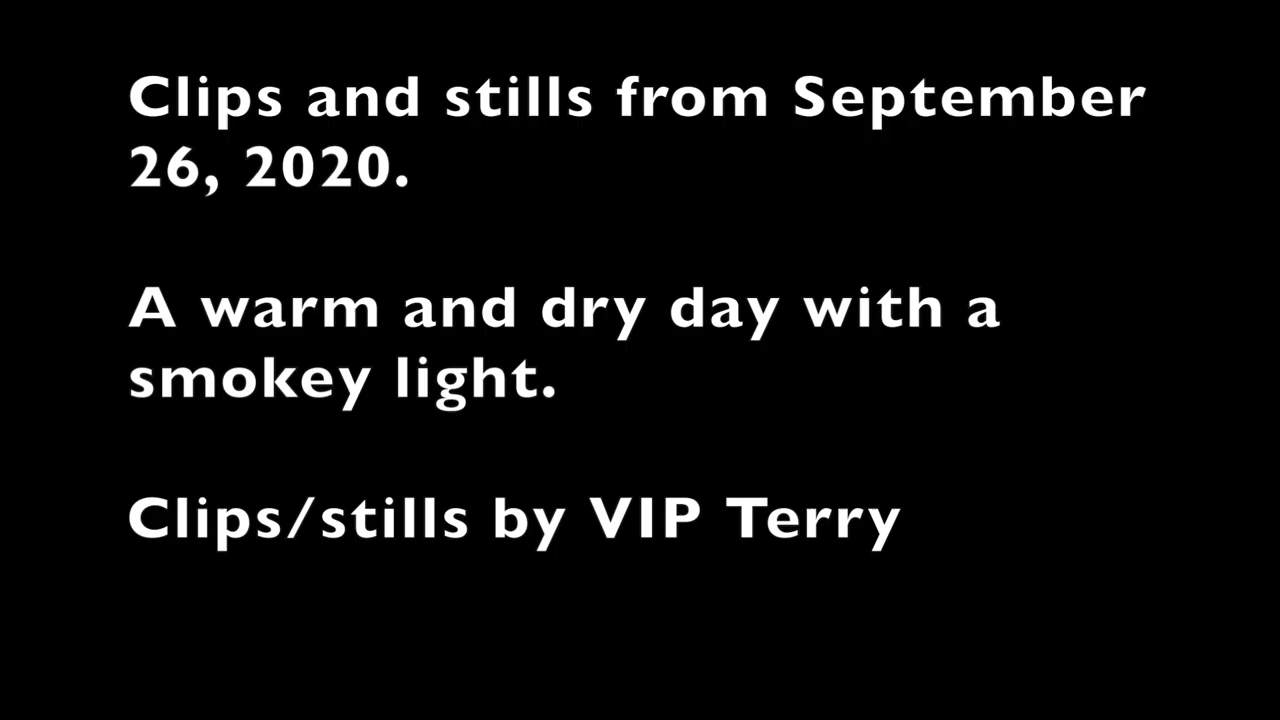 Clips and stills from September
26, 2020.
A warm and dry day with a
smokey light.
Clips/stills by VIP Terry